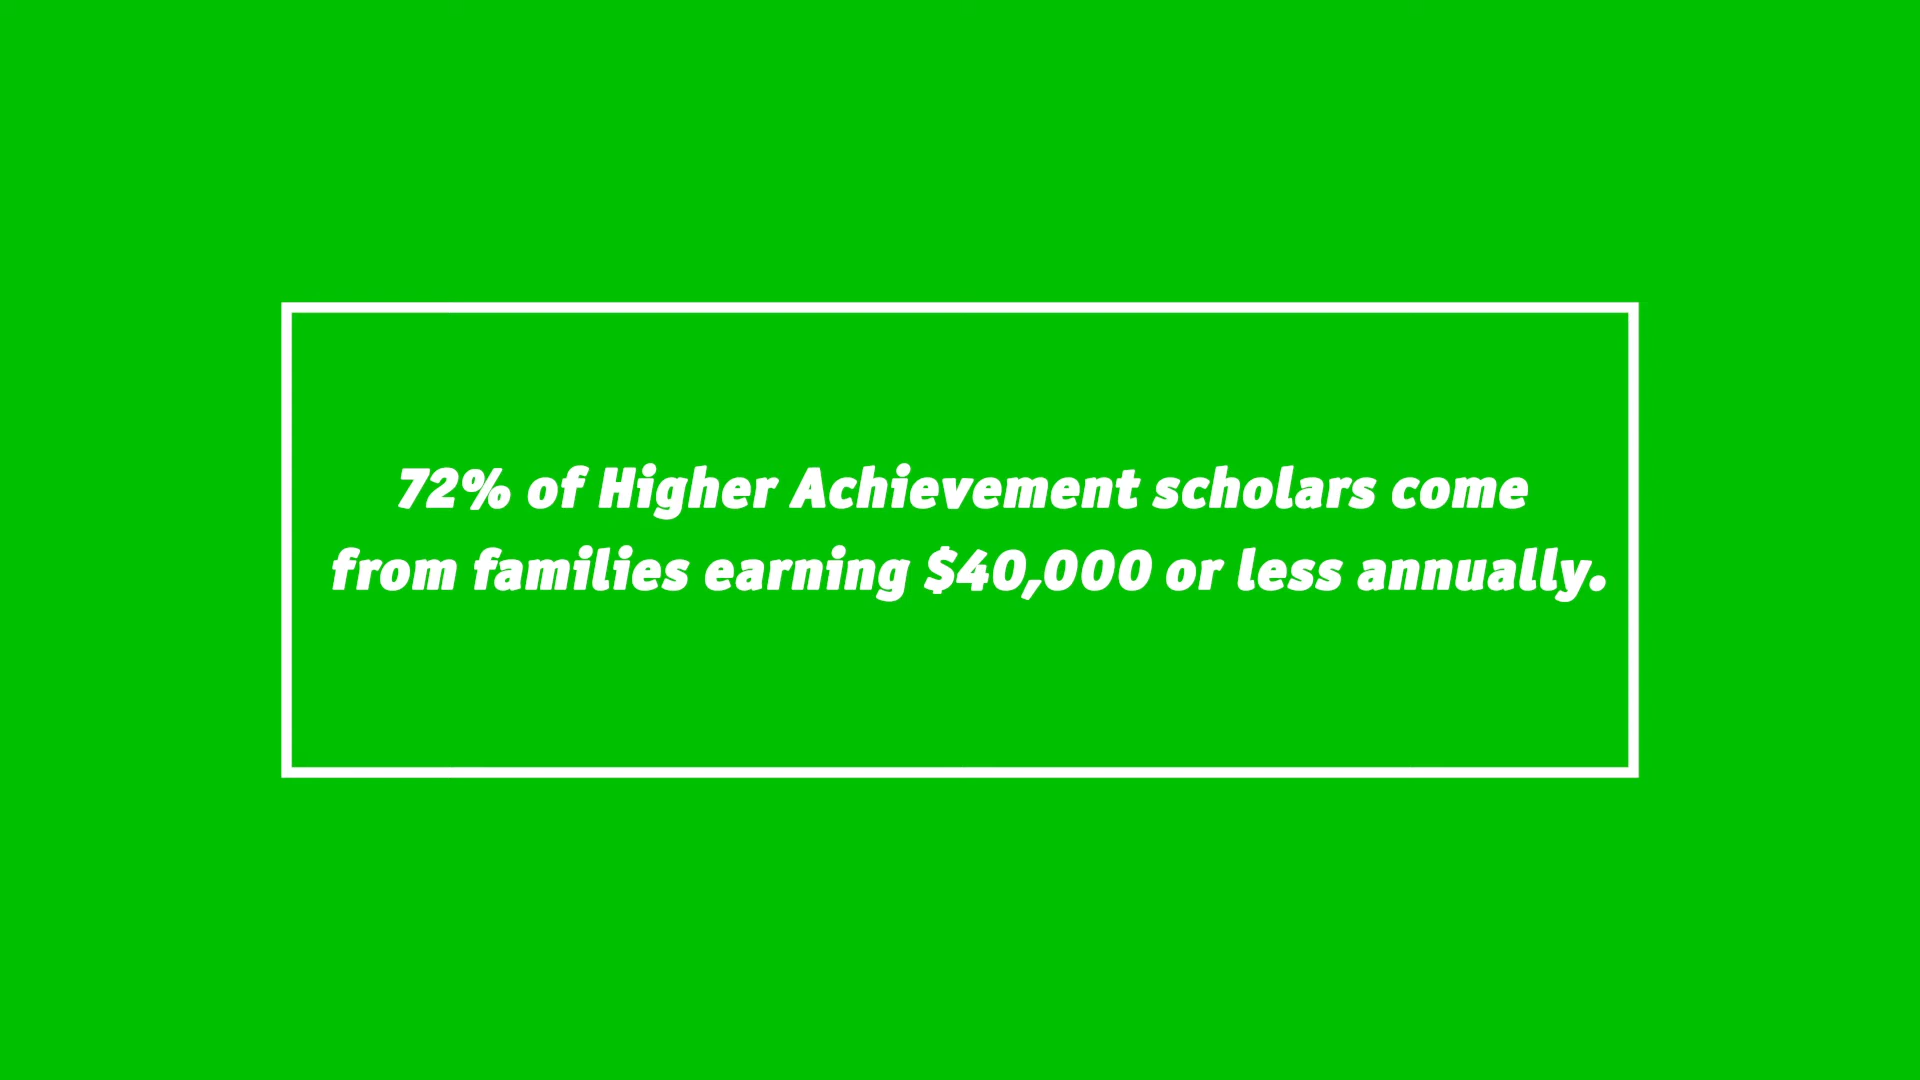 72% of Higher Achievement scholars come
from families earning $40,000 or less annually.